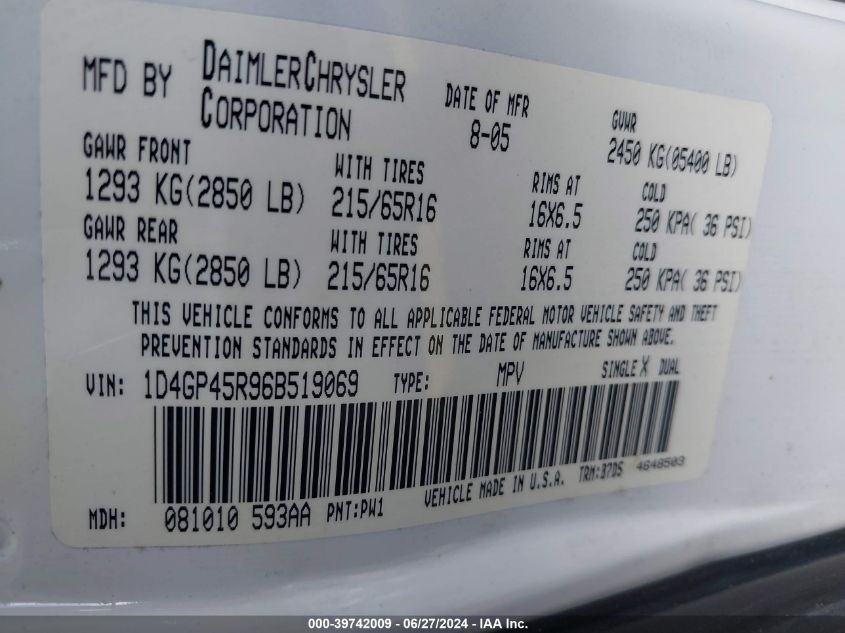 MFD BY DAIMLERCHRYSLER CORPORATION
DATE OF MFR 8-05
GVWR 2450 KG(05400 LB)
GAWR FRONT WITH TIRES RIMS AT COLD
1293 KG(2850 LB) 215/65R16 16X6.5 250 KPA( 36 PSI)
GAWR REAR WITH TIRES RIMS AT COLD
1293 KG(2850 LB) 215/65R16 16X6.5 250 KPA( 36 PSI)
THIS VEHICLE CONFORMS TO ALL APPLICABLE FEDERAL MOTOR VEHICLE SAFETY AND THEFT
PREVENTION STANDARDS IN EFFECT ON THE DATE OF MANUFACTURE SHOWN ABOVE.
VIN: 1D4GP45R96B519069 TYPE: MPV SINGLE X DUAL
MDH: 081010 593AA PNT:PW1 VEHICLE MADE IN U.S.A. TRM:B7D5 4648503
000-39742009 - 06/27/2024 - IAA Inc.